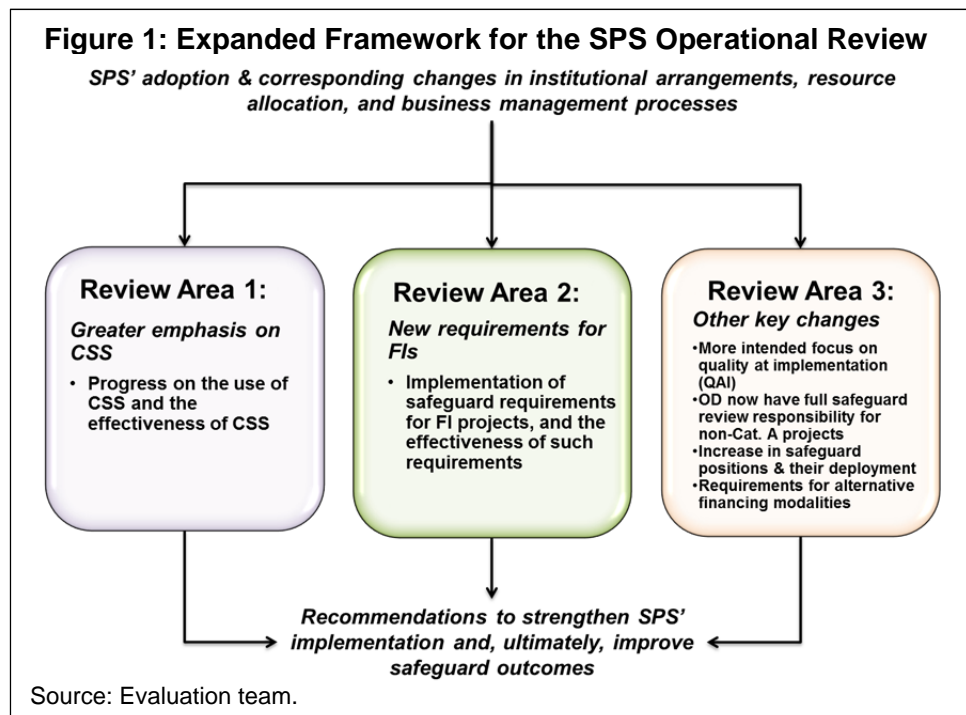 Figure 1: Expanded Framework for the SPS Operational Review
SPS’ adoption & corresponding changes in institutional arrangements, resource
allocation, and business management processes
Review Area 1:
Greater emphasis on
CSS
• Progress on the use of
CSS and the
effectiveness of CSS
Review Area 2:
New requirements for
FIs
• Implementation of
safeguard requirements
for FI projects, and the
effectiveness of such
requirements
Review Area 3:
Other key changes
•More intended focus on
quality at implementation
(QAI)
•OD now have full safeguard
review responsibility for
non-Cat. A projects
•Increase in safeguard
positions & their deployment
•Requirements for alternative
financing modalities
Recommendations to strengthen SPS’
implementation and, ultimately, improve
safeguard outcomes
Source: Evaluation team.